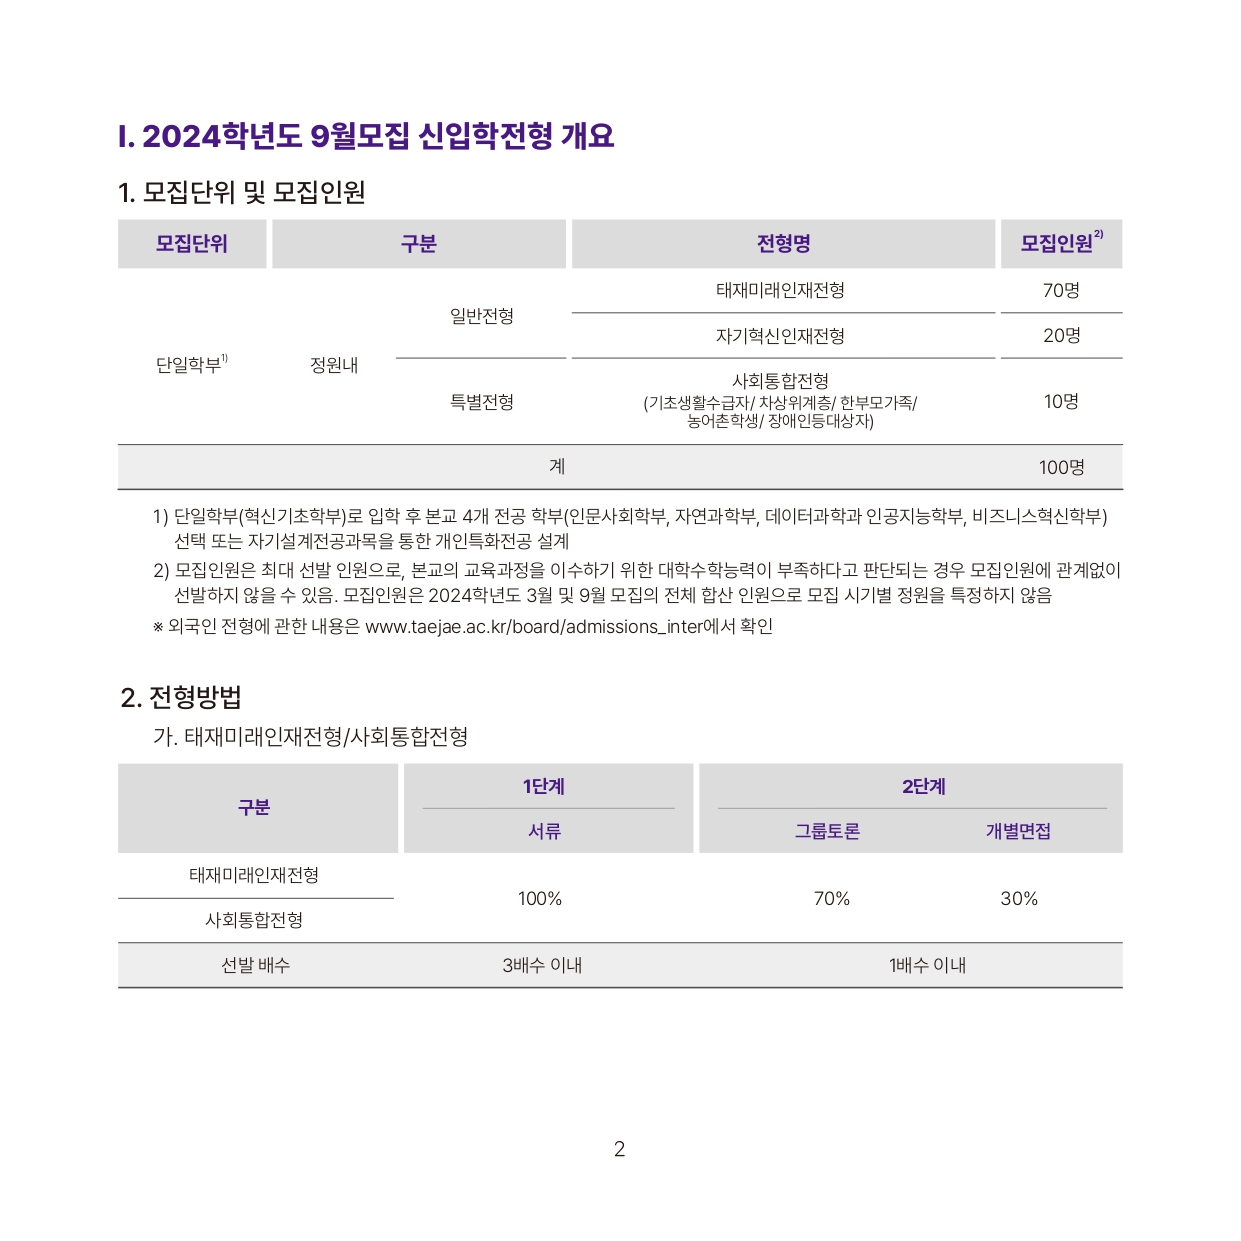 I. 2024학년도 9월모집 신입학전형 개요
1. 모집단위 및 모집인원
모집단위 구분 전형명 모집인원2)
태재미래인재전형 70명
일반전형
자기혁신인재전형 20명
단일학부1) 정원내
사회통합전형
특별전형 (기초생활수급자/ 차상위계층/ 한부모가족/ 10명
농어촌학생/ 장애인등대상자)
계 100명
1) 단일학부(혁신기초학부)로 입학 후 본교 4개 전공 학부(인문사회학부, 자연과학부, 데이터과학과 인공지능학부, 비즈니스혁신학부)
선택 또는 자기설계전공과목을 통한 개인특화전공 설계
2) 모집인원은 최대 선발 인원으로, 본교의 교육과정을 이수하기 위한 대학수학능력이 부족하다고 판단되는 경우 모집인원에 관계없이
선발하지 않을 수 있음. 모집인원은 2024학년도 3월 및 9월 모집의 전체 합산 인원으로 모집 시기별 정원을 특정하지 않음
※ 외국인 전형에 관한 내용은 www.taejae.ac.kr/board/admissions_inter에서 확인
2. 전형방법
가. 태재미래인재전형/사회통합전형
1단계 2단계
구분
서류 그룹토론 개별면접
태재미래인재전형
100% 70% 30%
사회통합전형
선발 배수 3배수 이내 1배수 이내
2